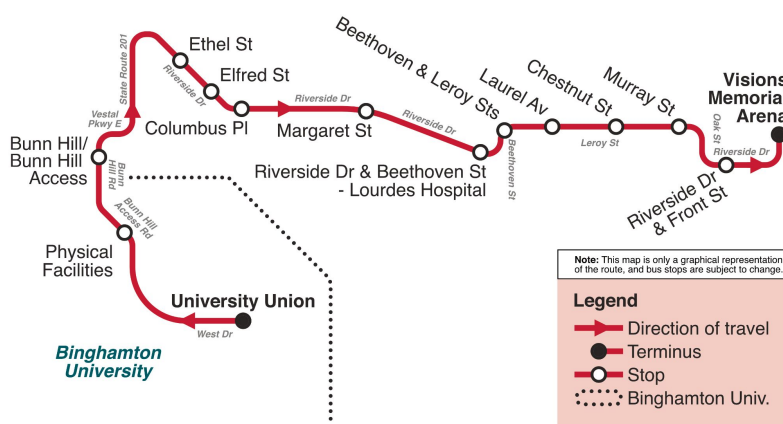 Ethel St
Elfred St
Columbus Pl
Margaret St
Riverside Dr & Beethoven St
- Lourdes Hospital
Beethoven & Leroy Sts
Laurel Av
Chestnut St
Murray St
Riverside Dr
& Front St
Visions
Memoria
Arena
State Route 201
Vestal
Pkwy E
Riverside Dr
Riverside Dr
Riverside Dr
Beethoven St
Leroy St
Oak St
Riverside Dr
Bunn Hill/
Bunn Hill
Access
Bunn
Hill Rd
Bunn Hill
Access Rd
Physical
Facilities
University Union
West Dr
Binghamton
University
Note: This map is only a graphical representation
of the route, and bus stops are subject to change.
Legend
Direction of travel
Terminus
Stop
Binghamton Univ.